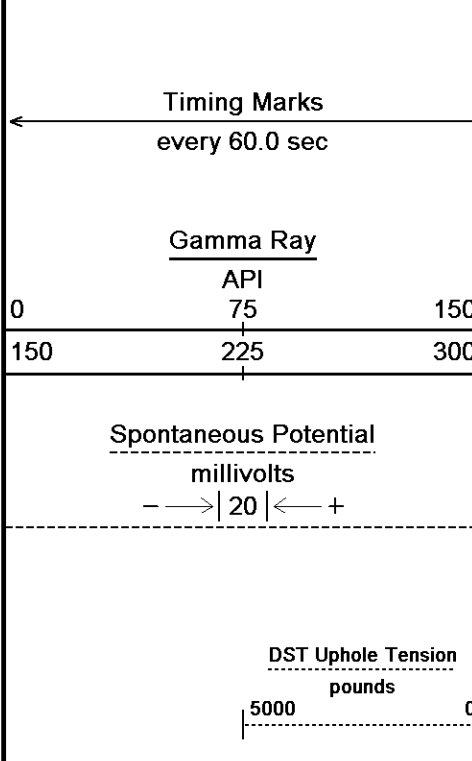 Timing Marks
every 60.0 sec
Gamma Ray
API
0 75 150
150 225 300
Spontaneous Potential
millivolts
− 20 +
DST Uphole Tension
pounds
5000 0